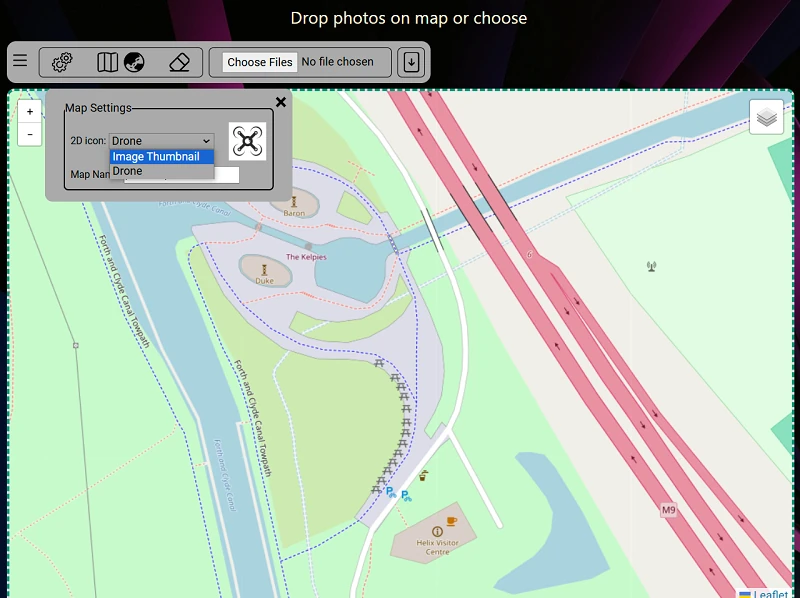 Drop photos on map or choose
Choose Files No file chosen
Map Settings
2D icon: Drone
Image Thumbnail
Drone
+
-
Forth and Clyde Canal
Baron
The Kelpies
Duke
6
Forth and Clyde Canal Towpath
Forth and Clyde Canal Towpath
Forth and Clyde Canal
P
P
M9
Helix Visitor
Centre
Leaflet